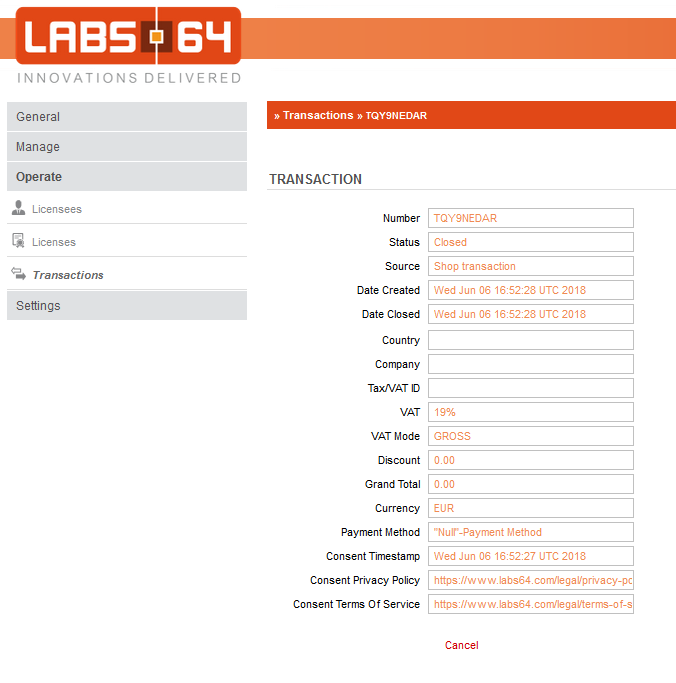 LABS 64
INNOVATIONS DELIVERED
General
Manage
Operate
Licensees
Licenses
Transactions
Settings
» Transactions » TQY9NEDAR
TRANSACTION
Number TQY9NEDAR
Status Closed
Source Shop transaction
Date Created Wed Jun 06 16:52:28 UTC 2018
Date Closed Wed Jun 06 16:52:28 UTC 2018
Country
Company
Tax/VAT ID
VAT 19%
VAT Mode GROSS
Discount 0.00
Grand Total 0.00
Currency EUR
Payment Method "Null"-Payment Method
Consent Timestamp Wed Jun 06 16:52:27 UTC 2018
Consent Privacy Policy https://www.labs64.com/legal/privacy-po
Consent Terms Of Service https://www.labs64.com/legal/terms-of-s
Cancel